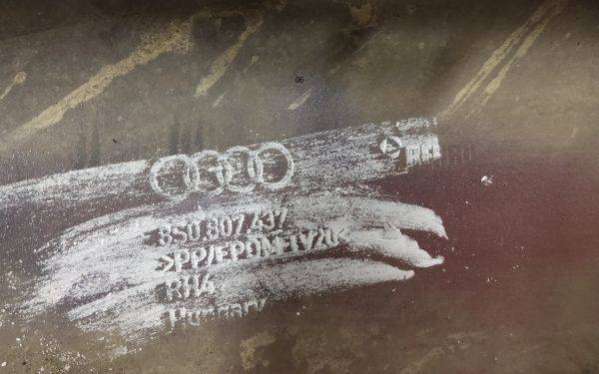 8S0 807 437
>PP/EPDM-TV20<
RH4
Hungary